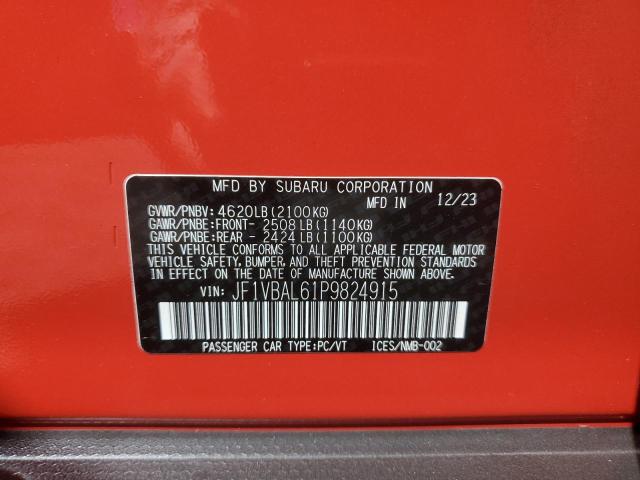 MFD BY SUBARU CORPORATION
MFD IN 12/23
GVWR/PNBV: 4620LB(2100KG)
GAWR/PNBE:FRONT- 2508LB(1140KG)
GAWR/PNBE:REAR - 2424LB(1100KG)
THIS VEHICLE CONFORMS TO ALL APPLICABLE FEDERAL MOTOR
VEHICLE SAFETY, BUMPER, AND THEFT PREVENTION STANDARDS
IN EFFECT ON THE DATE OF MANUFACTURE SHOWN ABOVE.
VIN: JF1VBAL61P9824915
PASSENGER CAR TYPE:PC/VT ICES/NMB-002